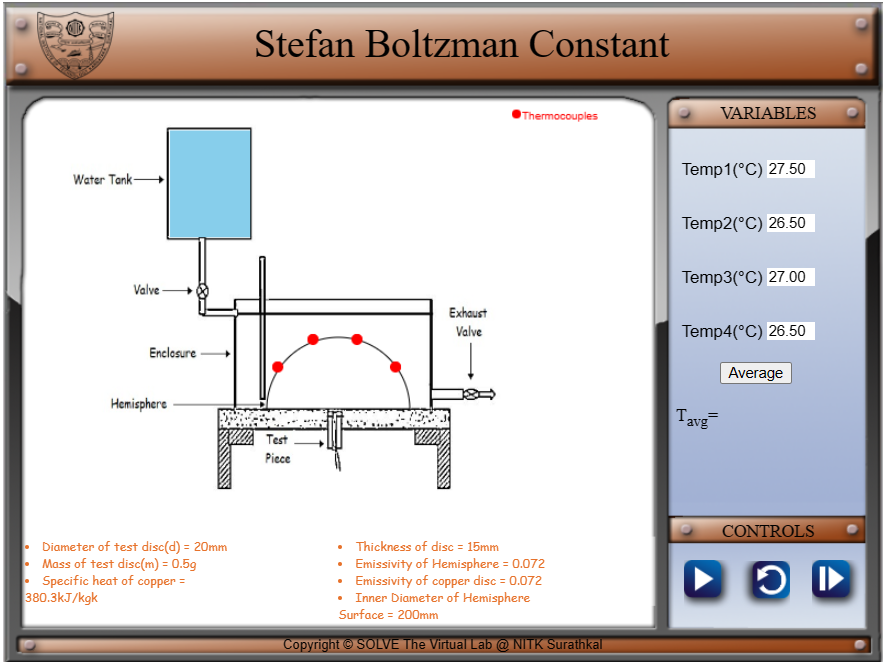 Stefan Boltzman Constant
Thermocouples
Water Tank
Valve
Enclosure
Hemisphere
Exhaust
Valve
Test
Piece
• Diameter of test disc(d) = 20mm
• Mass of test disc(m) = 0.5g
• Specific heat of copper =
380.3kJ/kgk
• Thickness of disc = 15mm
• Emissivity of Hemisphere = 0.072
• Emissivity of copper disc = 0.072
• Inner Diameter of Hemisphere
Surface = 200mm
VARIABLES
Temp1(°C) 27.50
Temp2(°C) 26.50
Temp3(°C) 27.00
Temp4(°C) 26.50
Average
Tavg=
CONTROLS
Copyright © SOLVE The Virtual Lab @ NITK Surathkal